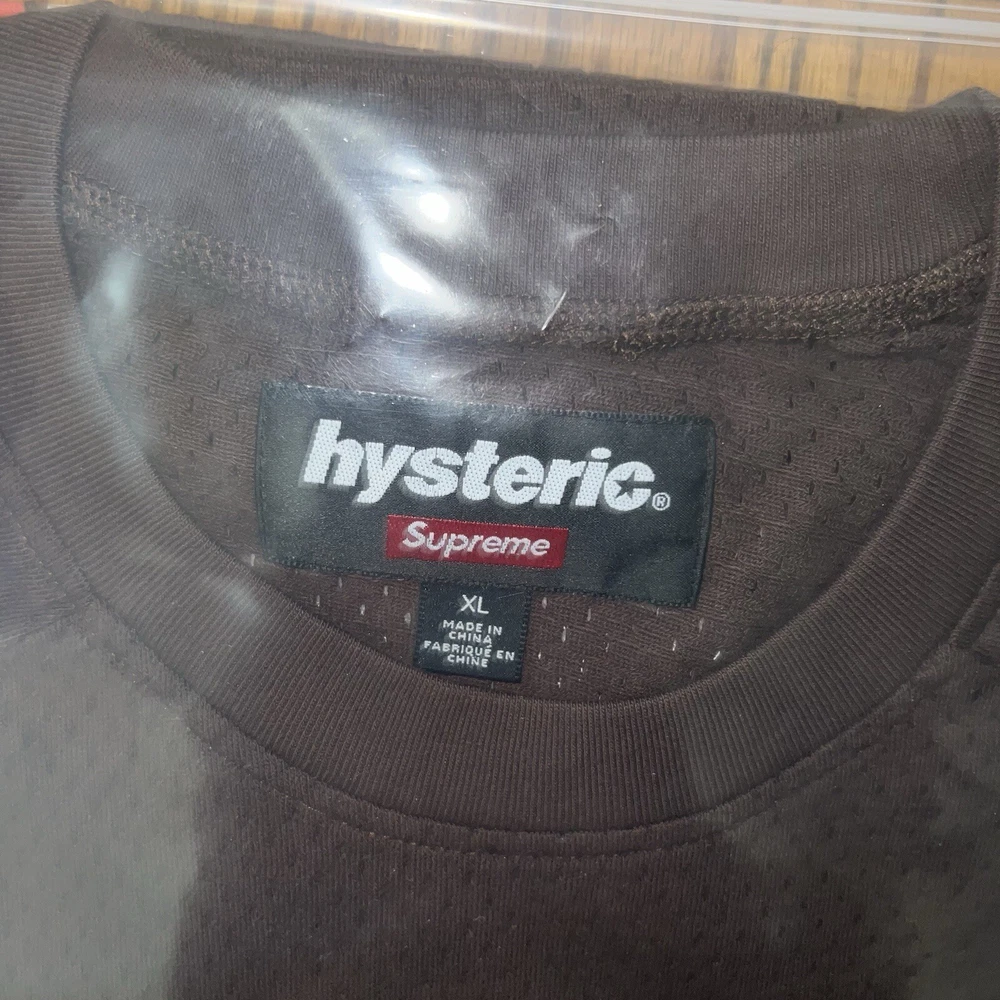 hysteric®
Supreme
XL
MADE IN
CHINA
FABRIQUÉ EN
CHINE